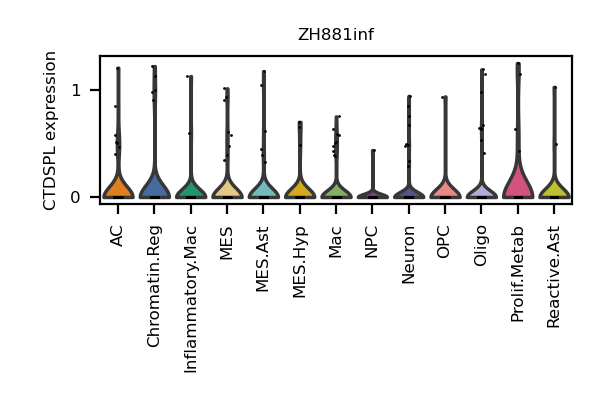 ZH881inf
CTDSPL expression
1
0
AC
Chromatin.Reg
Inflammatory.Mac
MES
MES.Ast
MES.Hyp
Mac
NPC
Neuron
OPC
Oligo
Prolif.Metab
Reactive.Ast